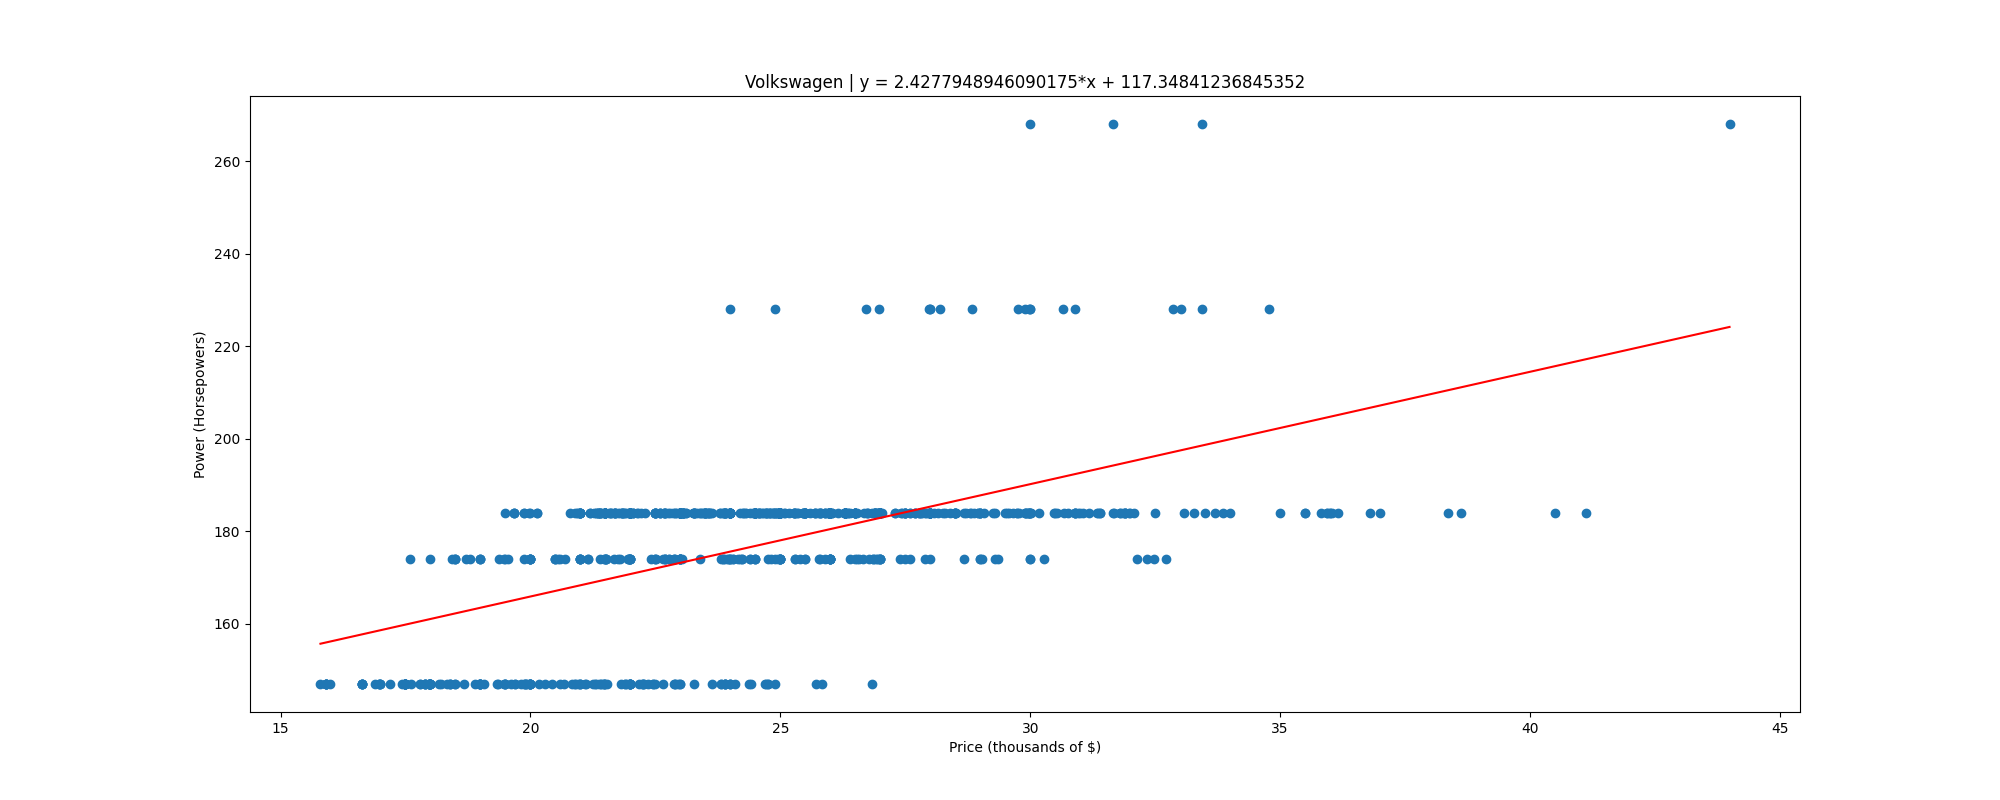 Volkswagen | y = 2.4277948946090175*x + 117.34841236845352
260
240
220
200
180
160
Power (Horsepowers)
15 20 25 30 35 40 45
Price (thousands of $)